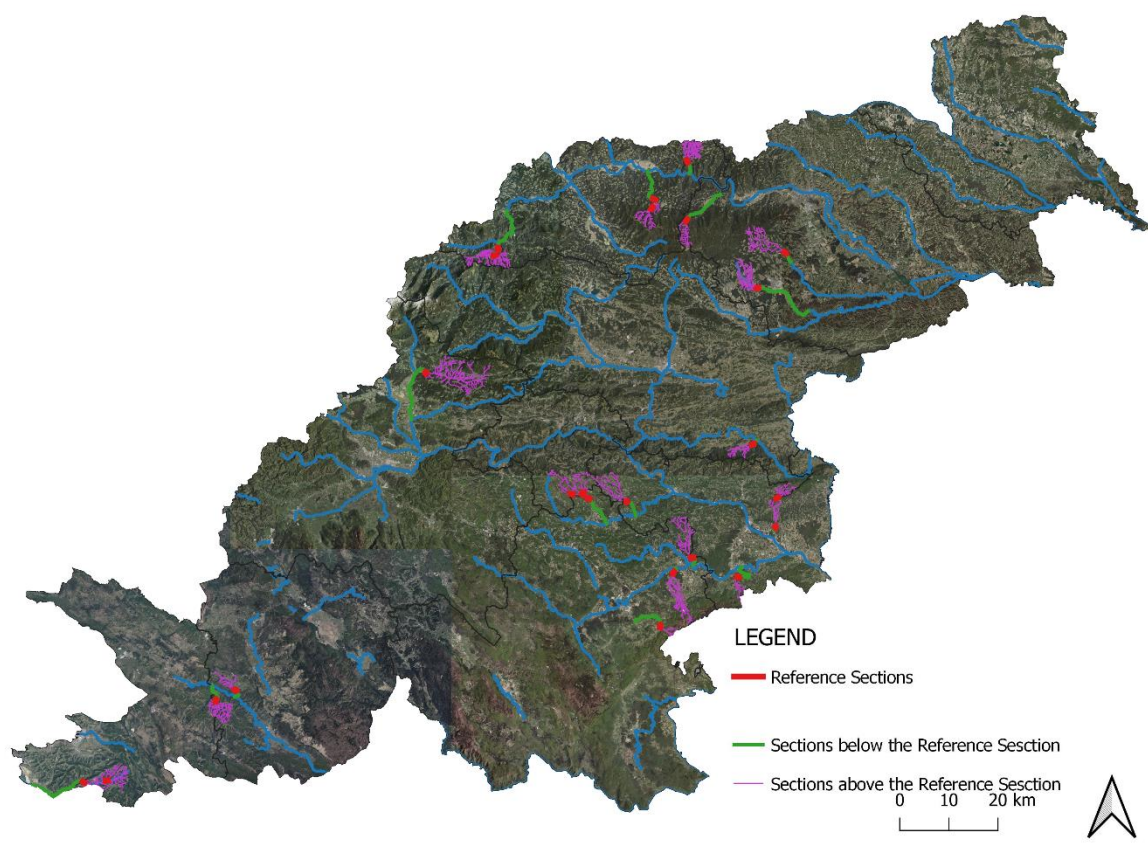 LEGEND
Reference Sections
Sections below the Reference Sesction
Sections above the Reference Sesction
0 10 20 km